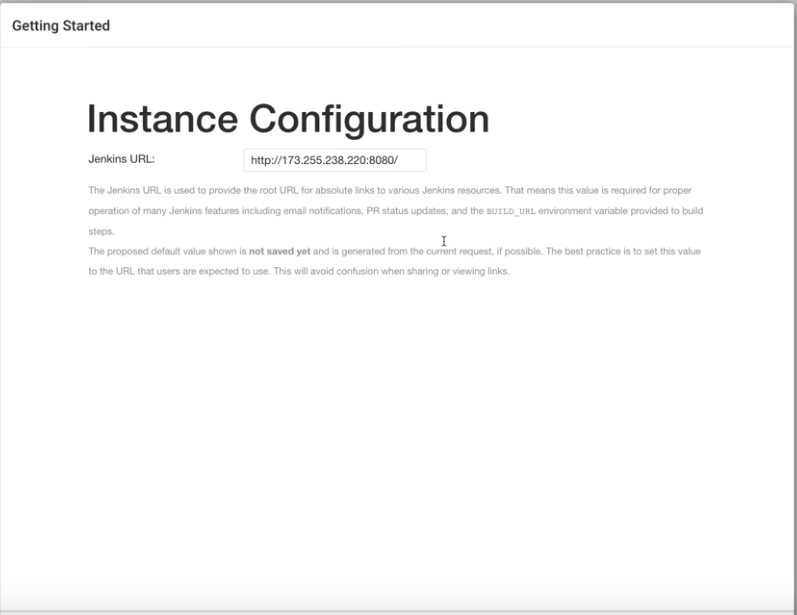 Getting Started
Instance Configuration
Jenkins URL: http://173.255.238.220:8080/
The Jenkins URL is used to provide the root URL for absolute links to various Jenkins resources. That means this value is required for proper
operation of many Jenkins features including email notifications, PR status updates, and the BUILD_URL environment variable provided to build
steps.
The proposed default value shown is not saved yet and is generated from the current request, if possible. The best practice is to set this value
to the URL that users are expected to use. This will avoid confusion when sharing or viewing links.